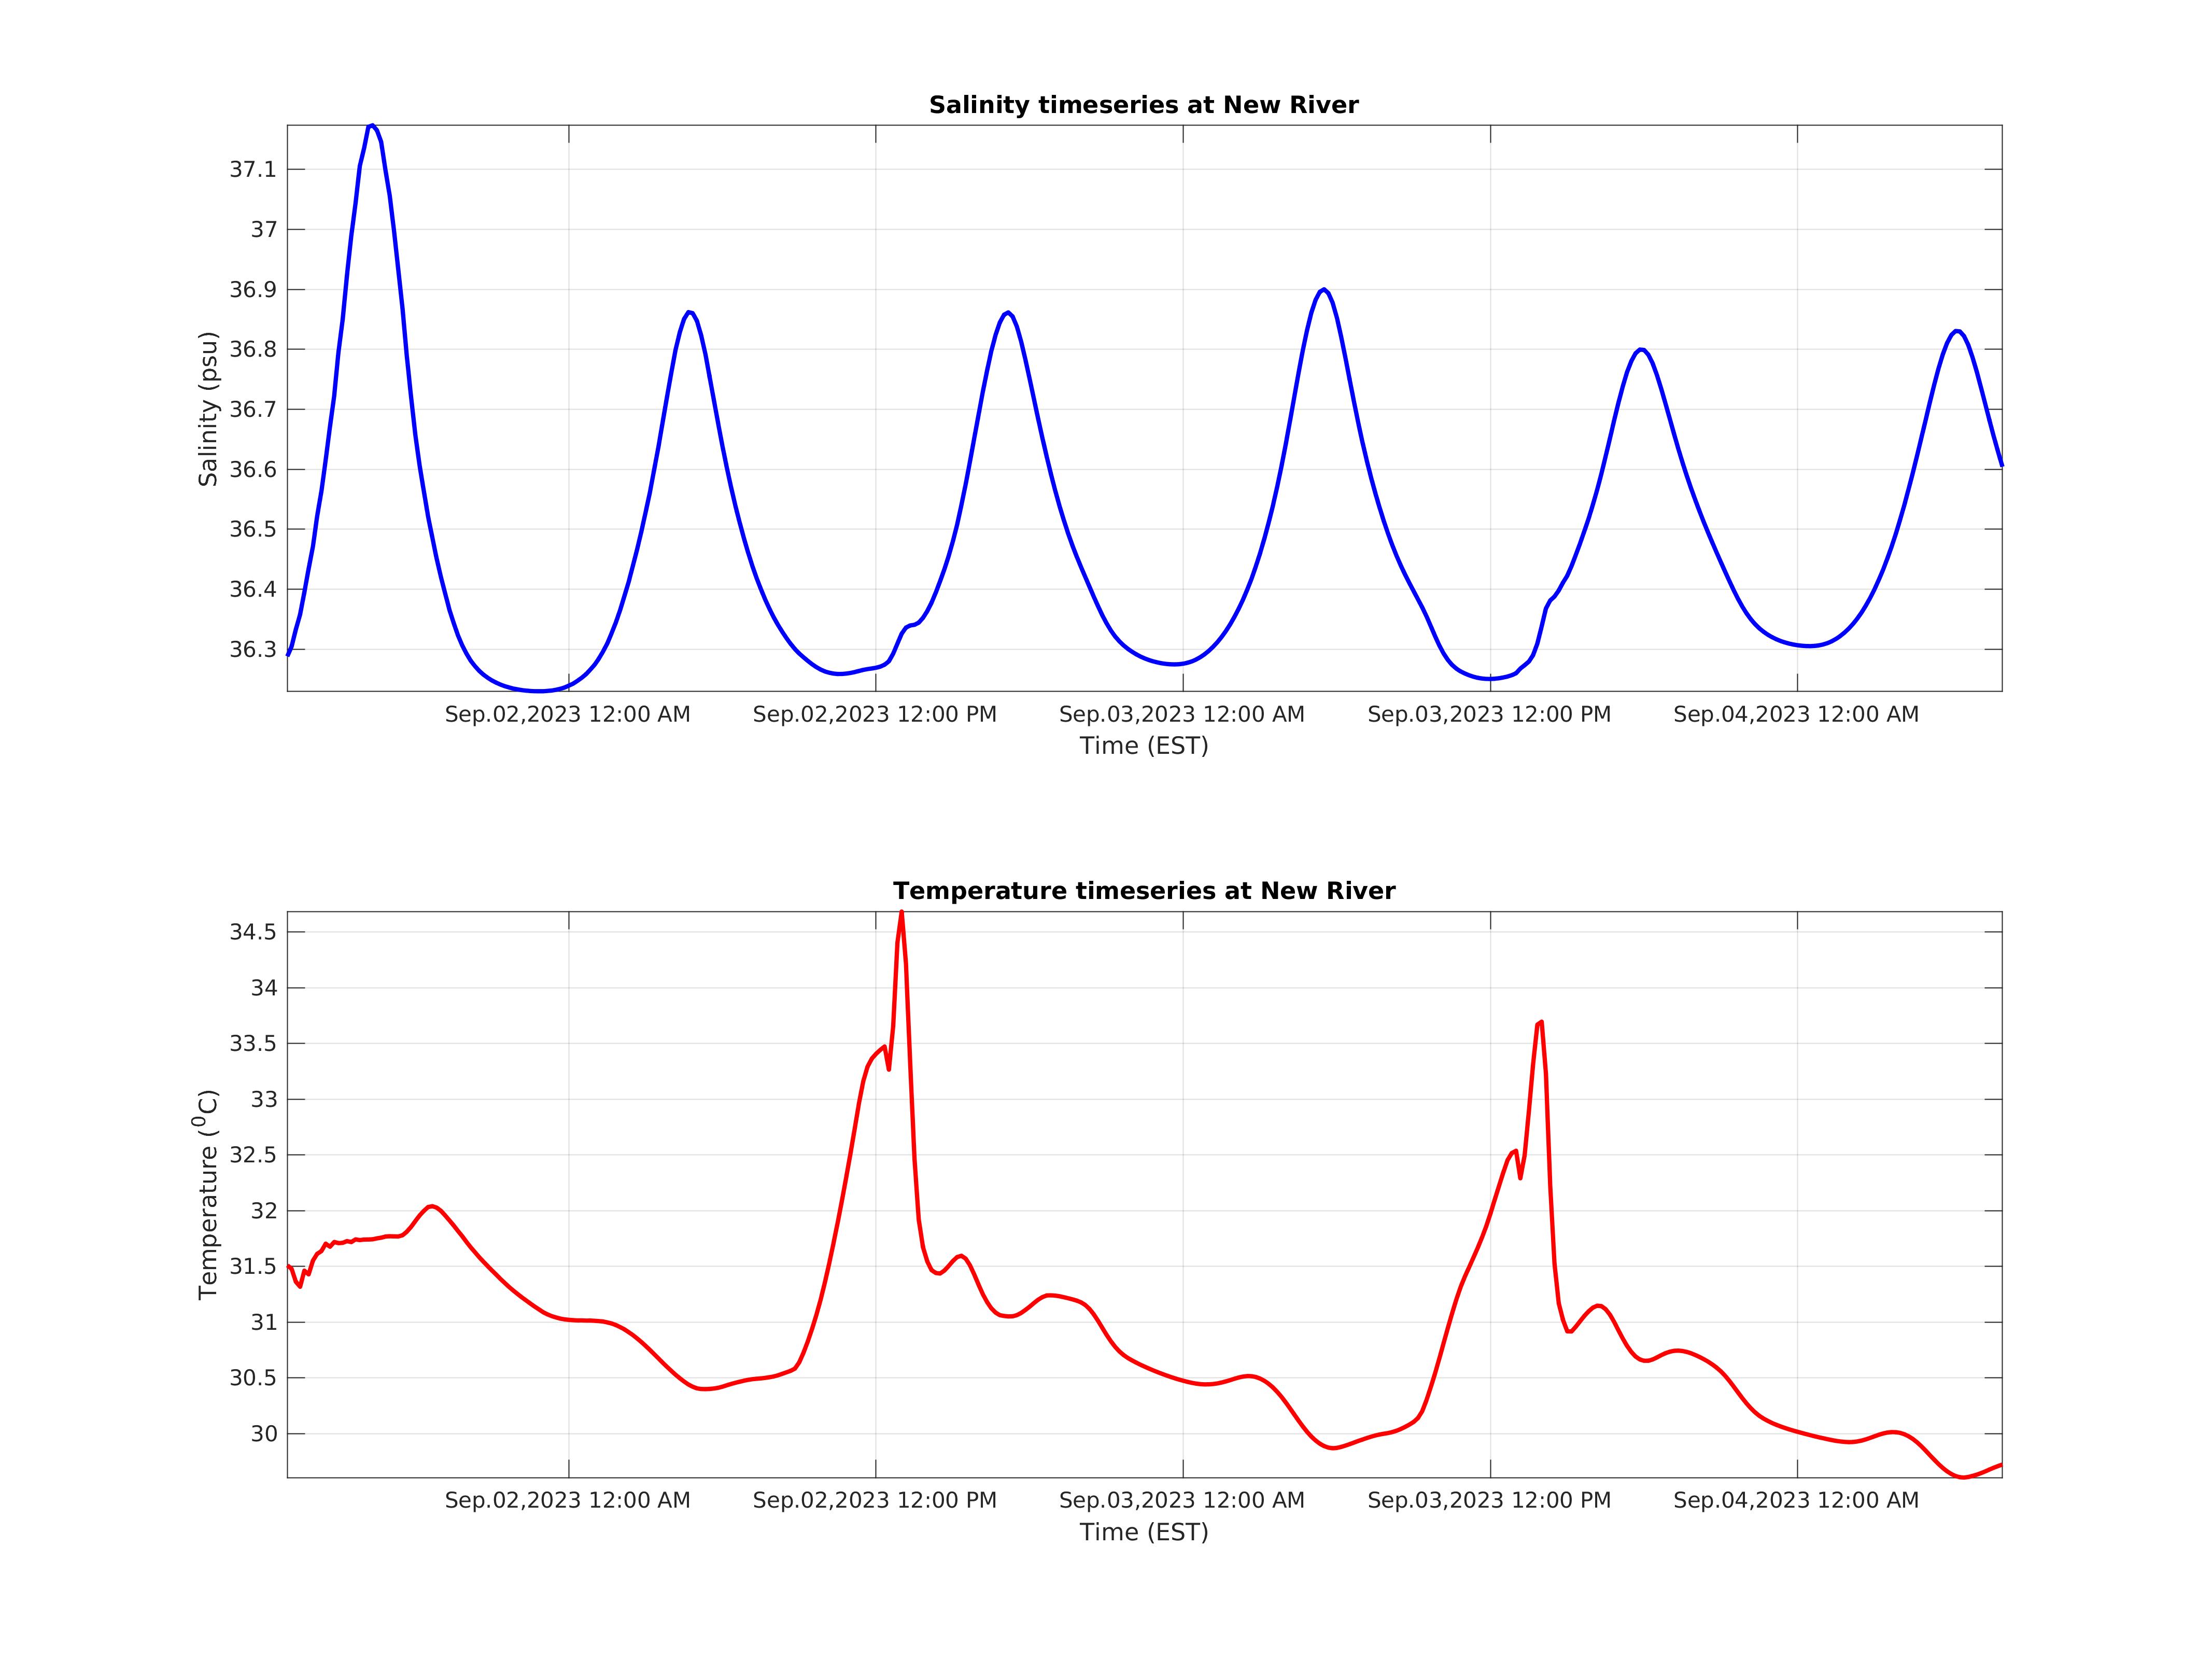 Salinity timeseries at New River
37.1
37
36.9
36.8
36.7
36.6
36.5
36.4
36.3
Salinity (psu)
Sep.02,2023 12:00 AM
Sep.02,2023 12:00 PM
Sep.03,2023 12:00 AM
Sep.03,2023 12:00 PM
Sep.04,2023 12:00 AM
Time (EST)
Temperature timeseries at New River
34.5
34
33.5
33
32.5
32
31.5
31
30.5
30
Temperature (⁰C)
Sep.02,2023 12:00 AM
Sep.02,2023 12:00 PM
Sep.03,2023 12:00 AM
Sep.03,2023 12:00 PM
Sep.04,2023 12:00 AM
Time (EST)